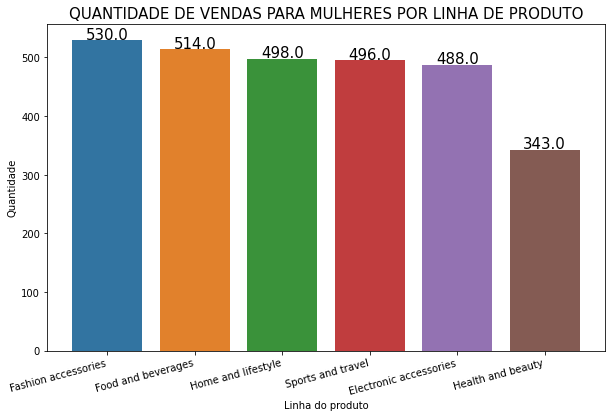 QUANTIDADE DE VENDAS PARA MULHERES POR LINHA DE PRODUTO
530.0
514.0
498.0
496.0
488.0
343.0
500
400
300
200
100
0
Quantidade
Fashion accessories
Food and beverages
Home and lifestyle
Sports and travel
Electronic accessories
Health and beauty
Linha do produto